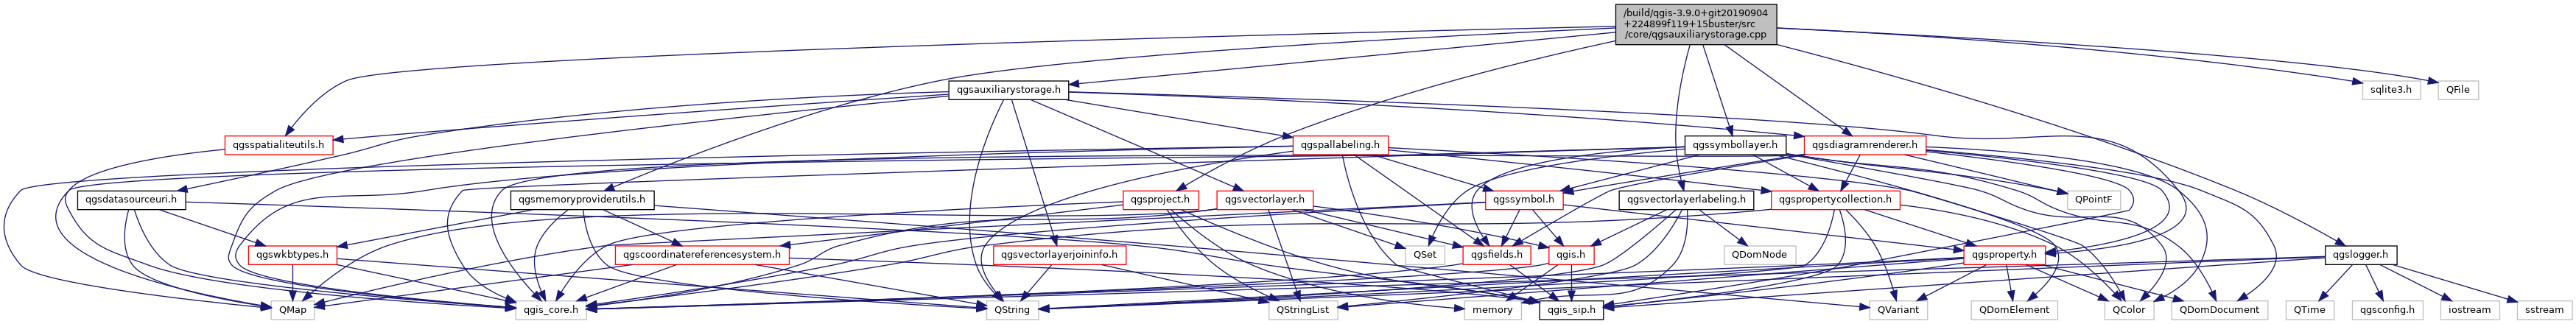 /build/qgis-3.9.0+git20190904
+224899f119+15buster/src
/core/qgsauxiliarystorage.cpp
qgsauxiliarystorage.h
sqlite3.h
QFile
qgsspatialiteutils.h
qgspallabeling.h
qgssymbollayer.h
qgsdiagramrenderer.h
qgsdatasourceuri.h
qgsmemoryproviderutils.h
qgsproject.h
qgsvectorlayer.h
qgssymbol.h
qgsvectorlayerlabeling.h
qgspropertycollection.h
QPointF
qgswkbtypes.h
qgscoordinatereferencesystem.h
qgsvectorlayerjoininfo.h
QSet
qgsfields.h
qgis.h
QDomNode
qgsproperty.h
qgslogger.h
QMap
qgis_core.h
QString
QStringList
memory
qgis_sip.h
QVariant
QDomElement
QColor
QDomDocument
QTime
qgsconfig.h
iostream
sstream